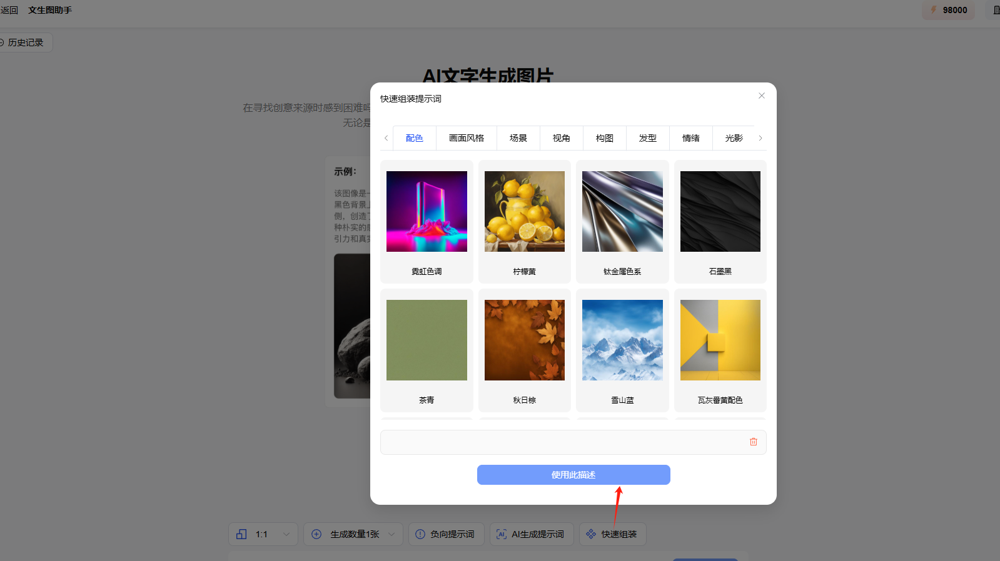 返回 文生图助手
98000
历史记录
AI文字生成图片
在寻找创意来源时感到困难
无论是
示例：
该图像是
黑色背景
侧，创造
种朴实的
引力和真
快速组装提示词
配色 画面风格 场景 视角 构图 发型 情绪 光影
霓虹色调 柠檬黄 钛金属色系 石墨黑
茶青 秋日棕 雪山蓝 瓦灰番黄配色
使用此描述
1:1 生成数量1张 负向提示词 AI AI生成提示词 快速组装